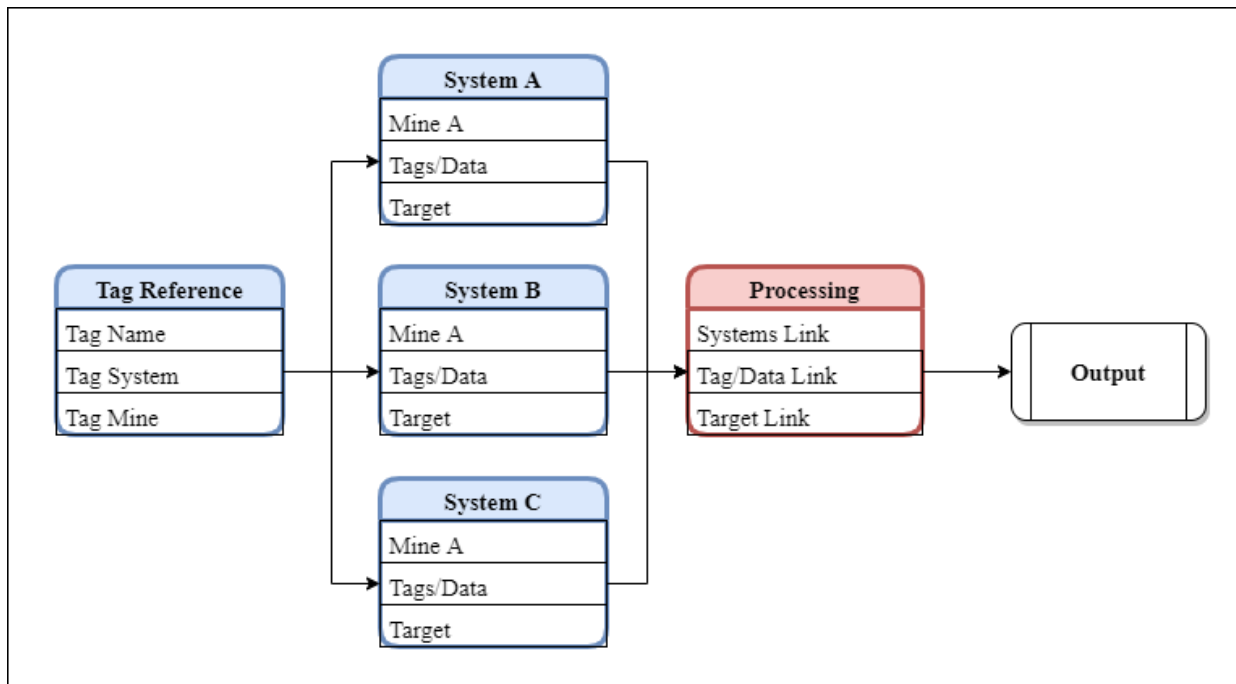 Tag Reference
Tag Name
Tag System
Tag Mine
System A
Mine A
Tags/Data
Target
System B
Mine A
Tags/Data
Target
System C
Mine A
Tags/Data
Target
Processing
Systems Link
Tag/Data Link
Target Link
Output